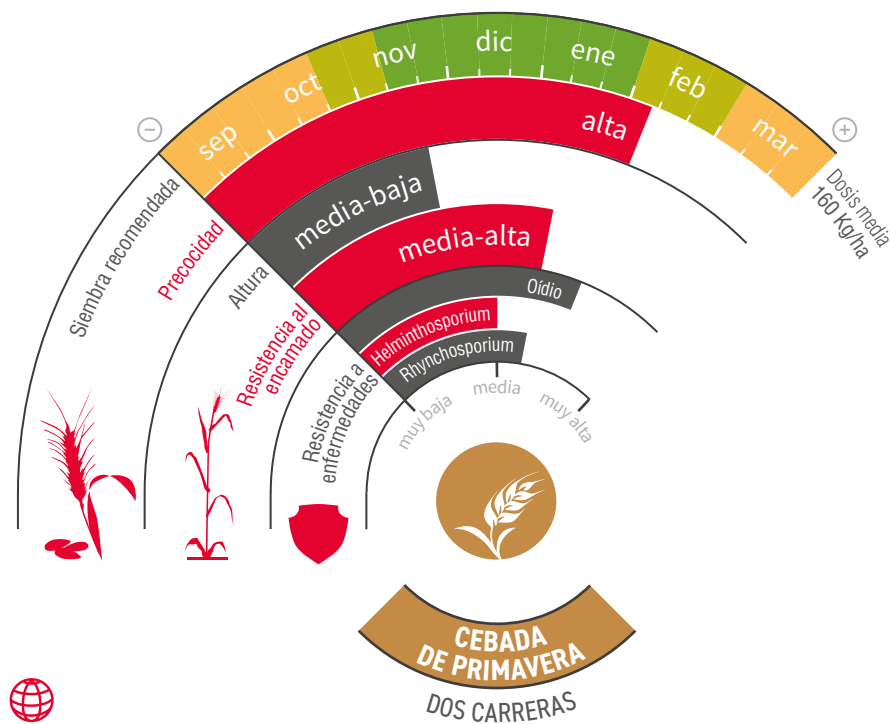 sep
oct
nov
dic
ene
feb
mar
Siembra recomendada
Dosis media
160 Kg/ha
Precocidad
alta
Altura
media-baja
Resistencia al
encamado
media-alta
Resistencia a
enfermedades
Oídio
Helminthosporium
Rhynchosporium
muy baja
media
muy alta
CEBADA
DE PRIMAVERA
DOS CARRERAS